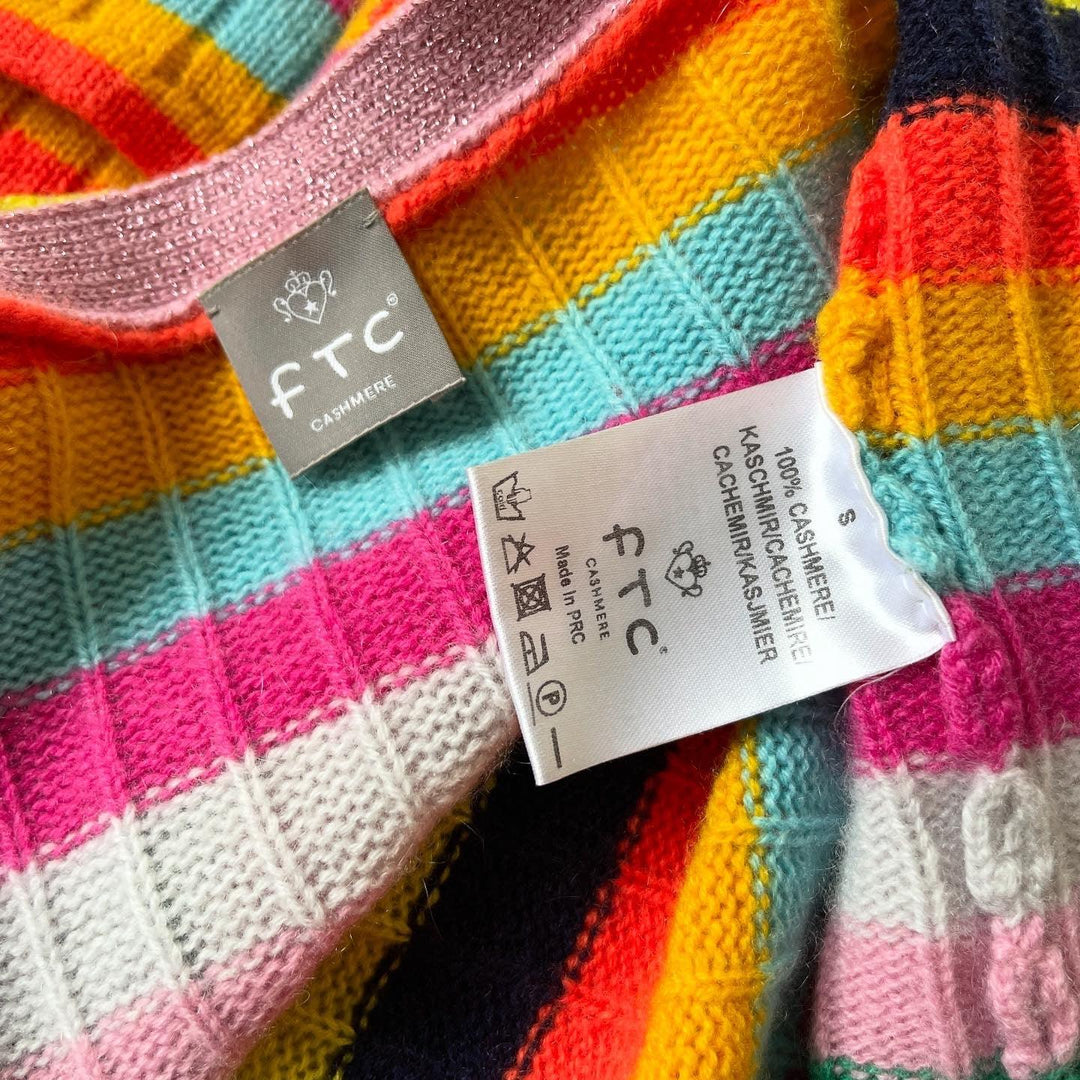 FTC®
CASHMERE
S
100% CASHMERE/
KASCHMIR/CACHEMIRE/
CACHEMIR/KASJMIER
FTC
CASHMERE
Made in PRC
P